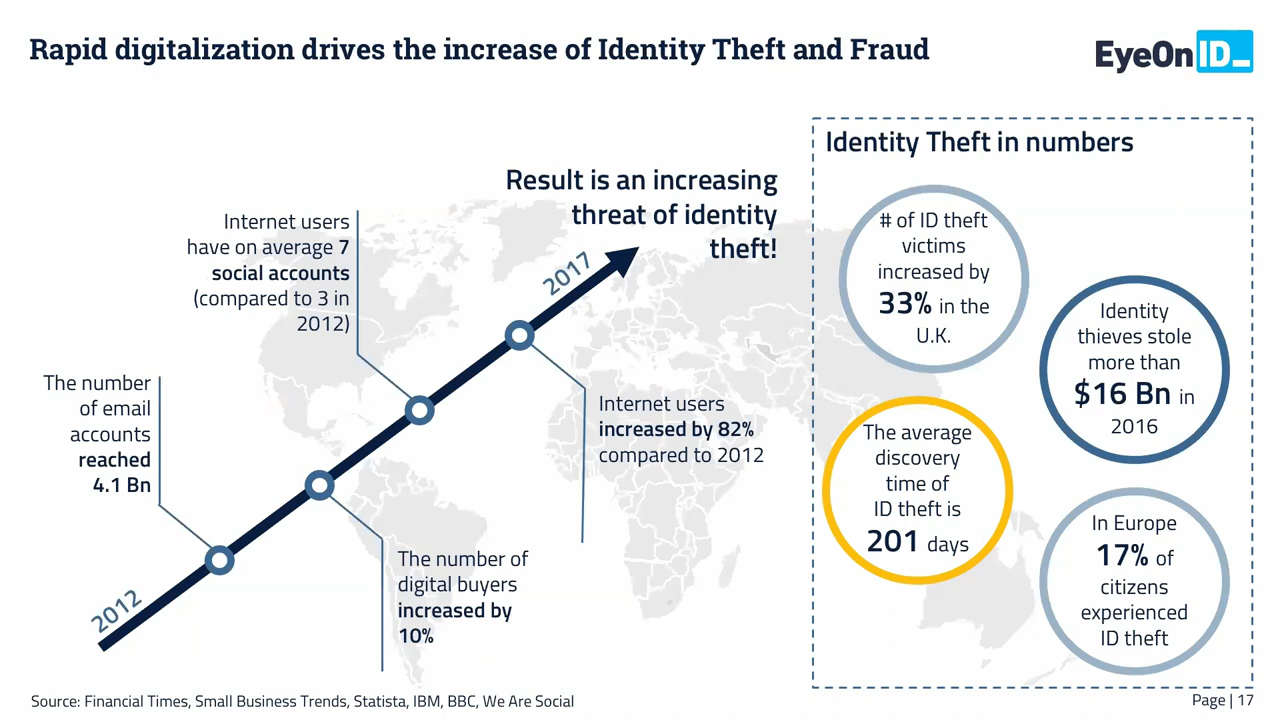 Rapid digitalization drives the increase of Identity Theft and Fraud
EyeOnID_
Result is an increasing
threat of identity
theft!
Internet users
have on average 7
social accounts
(compared to 3 in
2012)
2017
The number
of email
accounts
reached
4.1 Bn
Internet users
increased by 82%
compared to 2012
The number of
digital buyers
increased by
10%
2012
Identity Theft in numbers
# of ID theft
victims
increased by
33% in the
U.K.
Identity
thieves stole
more than
$16 Bn in
2016
The average
discovery
time of
ID theft is
201 days
In Europe
17% of
citizens
experienced
ID theft
Source: Financial Times, Small Business Trends, Statista, IBM, BBC, We Are Social
Page | 17